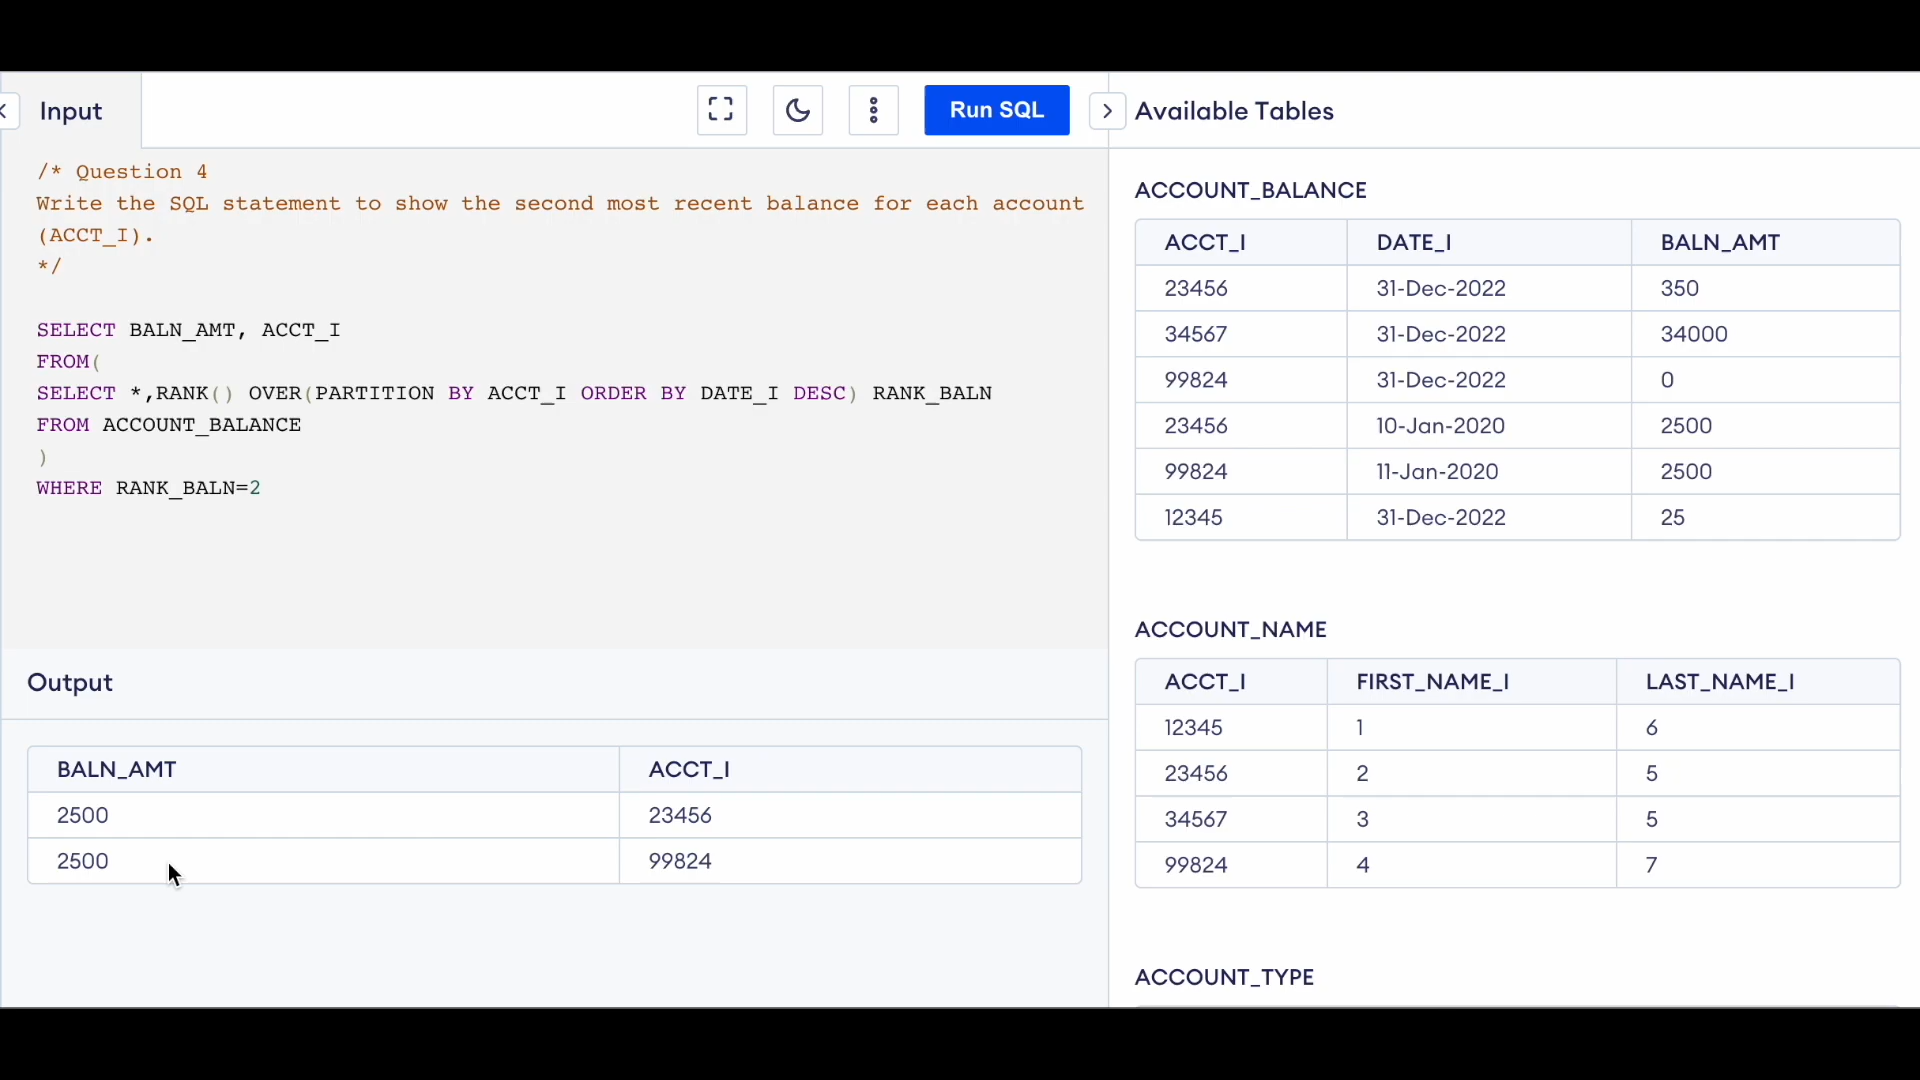 Input
Run SQL
Available Tables
/* Question 4
Write the SQL statement to show the second most recent balance for each account
(ACCT_I).
*/
SELECT BALN_AMT, ACCT_I
FROM(
SELECT *,RANK() OVER(PARTITION BY ACCT_I ORDER BY DATE_I DESC) RANK_BALN
FROM ACCOUNT_BALANCE
)
WHERE RANK_BALN=2
Output
BALN_AMT ACCT_I
2500 23456
2500 99824
ACCOUNT_BALANCE
ACCT_I DATE_I BALN_AMT
23456 31-Dec-2022 350
34567 31-Dec-2022 34000
99824 31-Dec-2022 0
23456 10-Jan-2020 2500
99824 11-Jan-2020 2500
12345 31-Dec-2022 25
ACCOUNT_NAME
ACCT_I FIRST_NAME_I LAST_NAME_I
12345 1 6
23456 2 5
34567 3 5
99824 4 7
ACCOUNT_TYPE